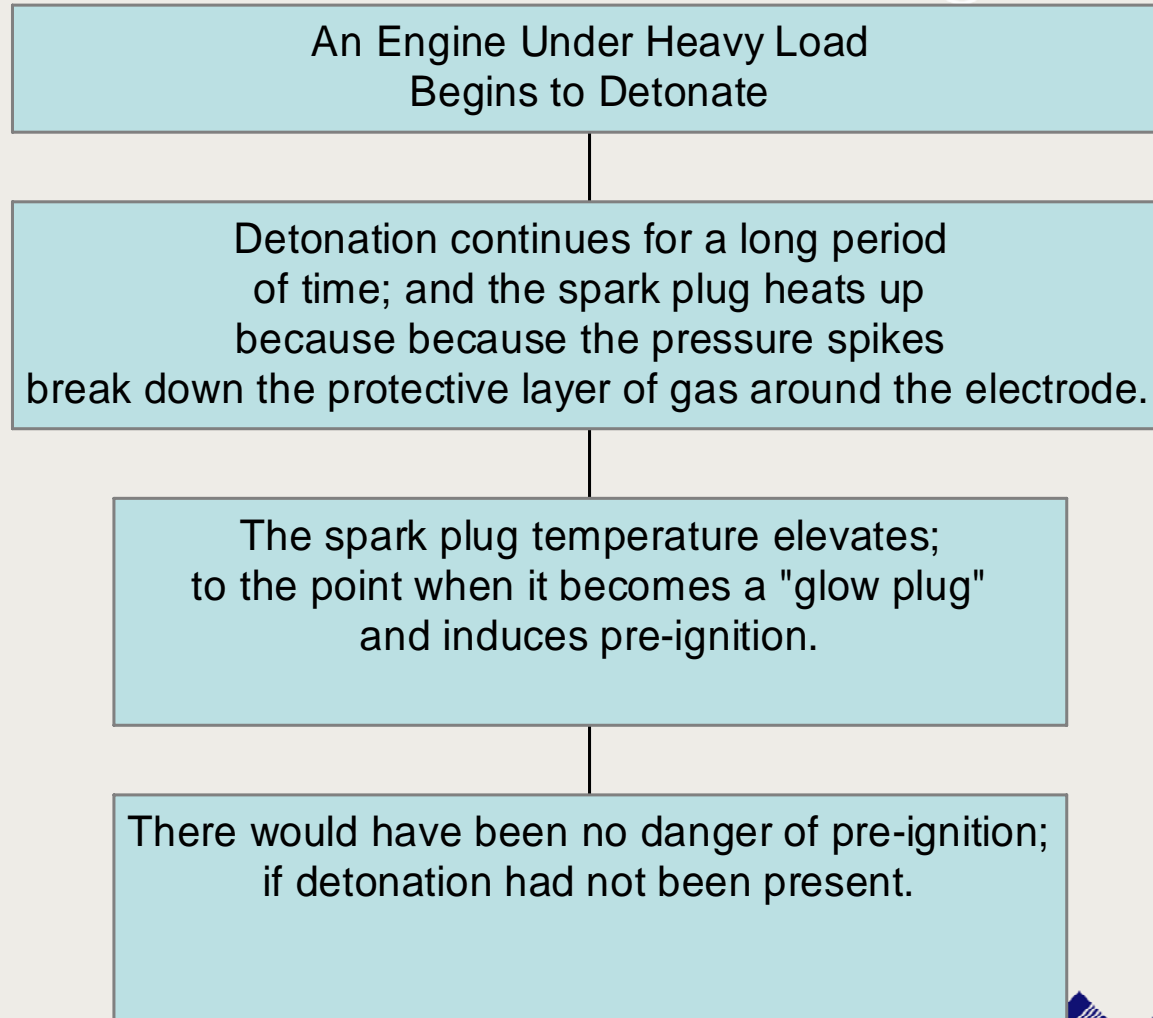 An Engine Under Heavy Load
Begins to Detonate
Detonation continues for a long period
of time; and the spark plug heats up
because because the pressure spikes
break down the protective layer of gas around the electrode.
The spark plug temperature elevates;
to the point when it becomes a "glow plug"
and induces pre-ignition.
There would have been no danger of pre-ignition;
if detonation had not been present.